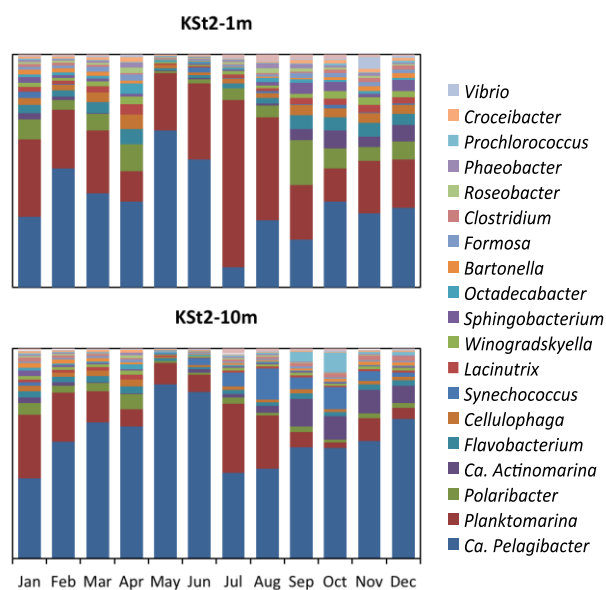 KSt2-1m
Vibrio
Croceibacter
Prochlorococcus
Phaeobacter
Roseobacter
Clostridium
Formosa
Bartonella
Octadecabacter
Sphingobacterium
Winogradskyella
Lacinutrix
Synechococcus
Cellulophaga
Flavobacterium
Ca. Actinomarina
Polaribacter
Planktomarina
Ca. Pelagibacter
KSt2-10m
Jan Feb Mar Apr May Jun Jul Aug Sep Oct Nov Dec